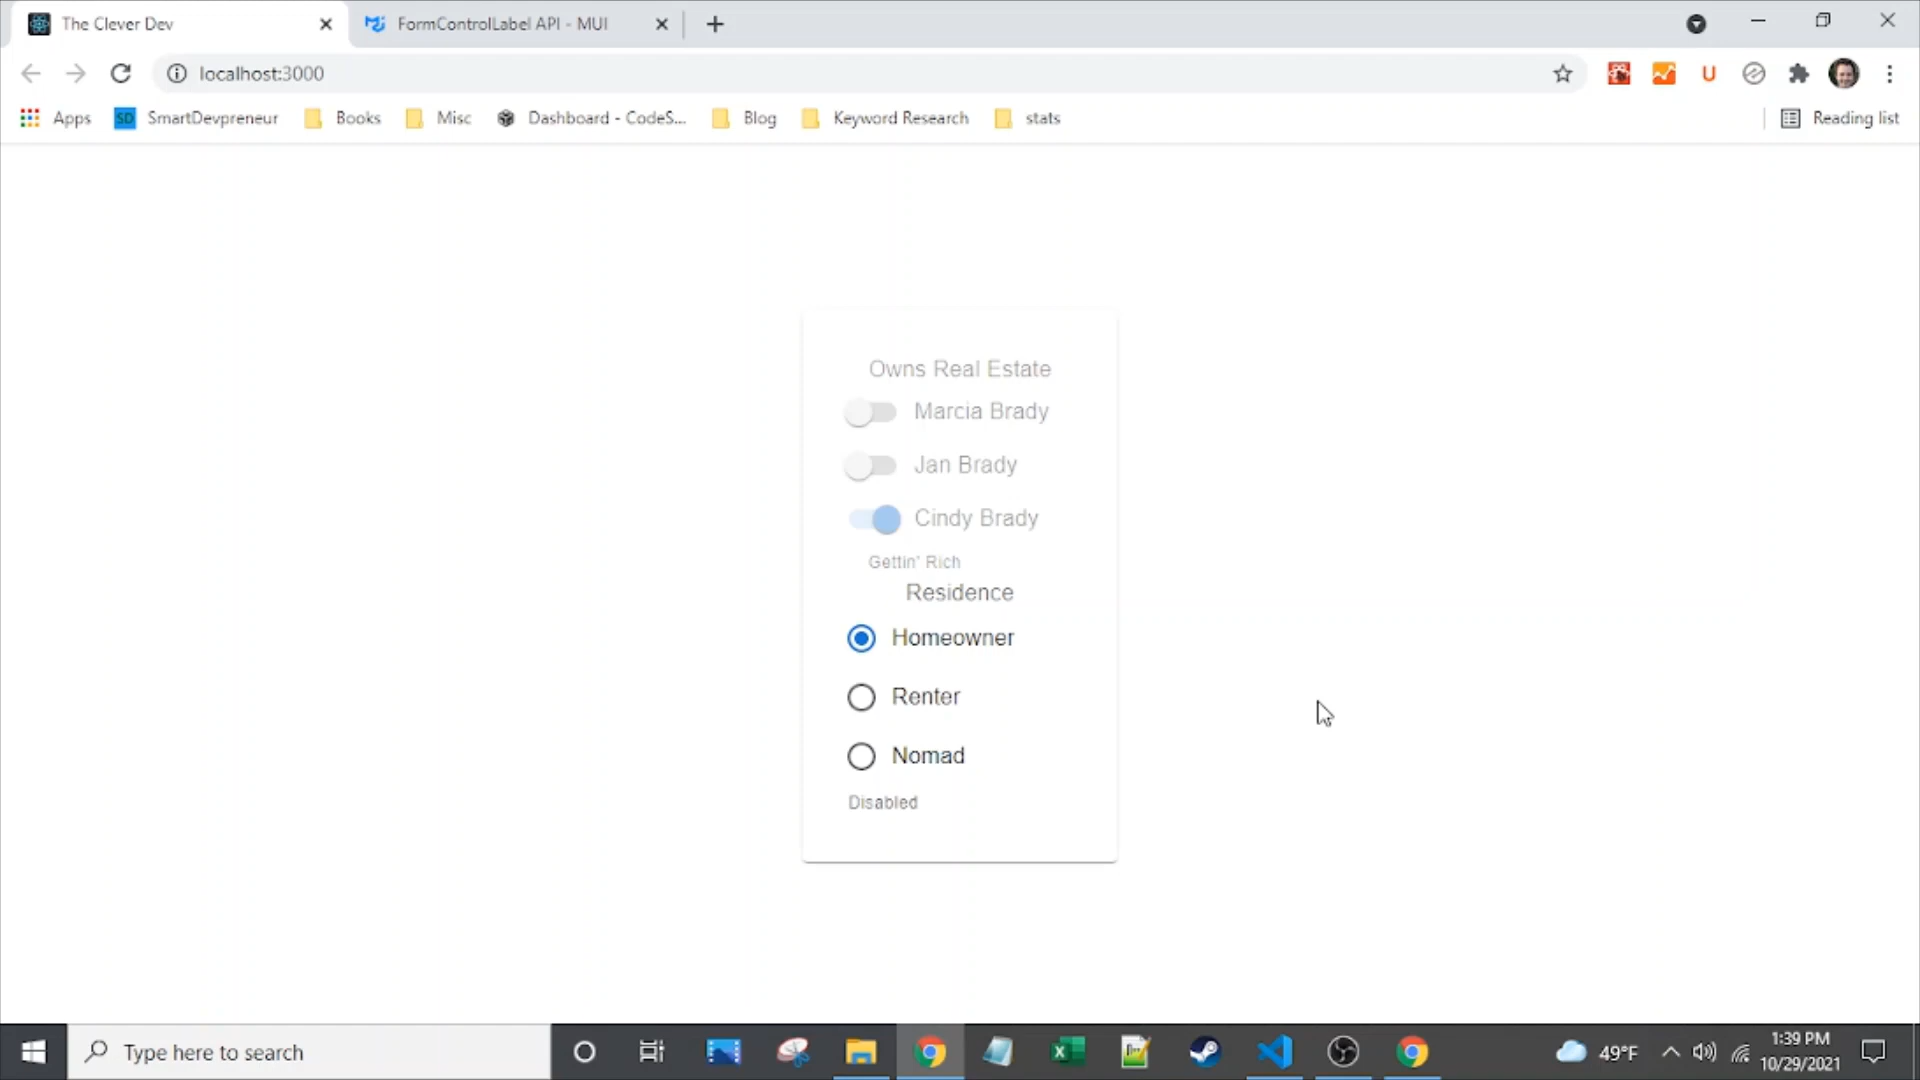 The Clever Dev
FormControlLabel API - MUI
localhost:3000
Apps
SmartDevpreneur
Books
Misc
Dashboard - CodeS...
Blog
Keyword Research
stats
Reading list
Owns Real Estate
Marcia Brady
Jan Brady
Cindy Brady
Gettin' Rich
Residence
Homeowner
Renter
Nomad
Disabled
Type here to search
49°F
1:39 PM
10/29/2021